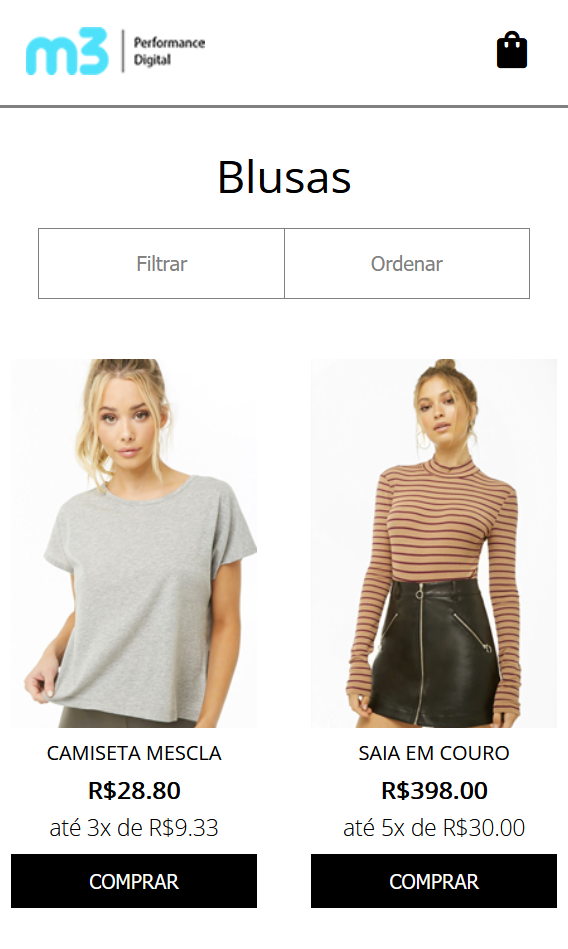 m3 Performance
Digital
Blusas
Filtrar
Ordenar
CAMISETA MESCLA
R$28.80
até 3x de R$9.33
COMPRAR
SAIA EM COURO
R$398.00
até 5x de R$30.00
COMPRAR